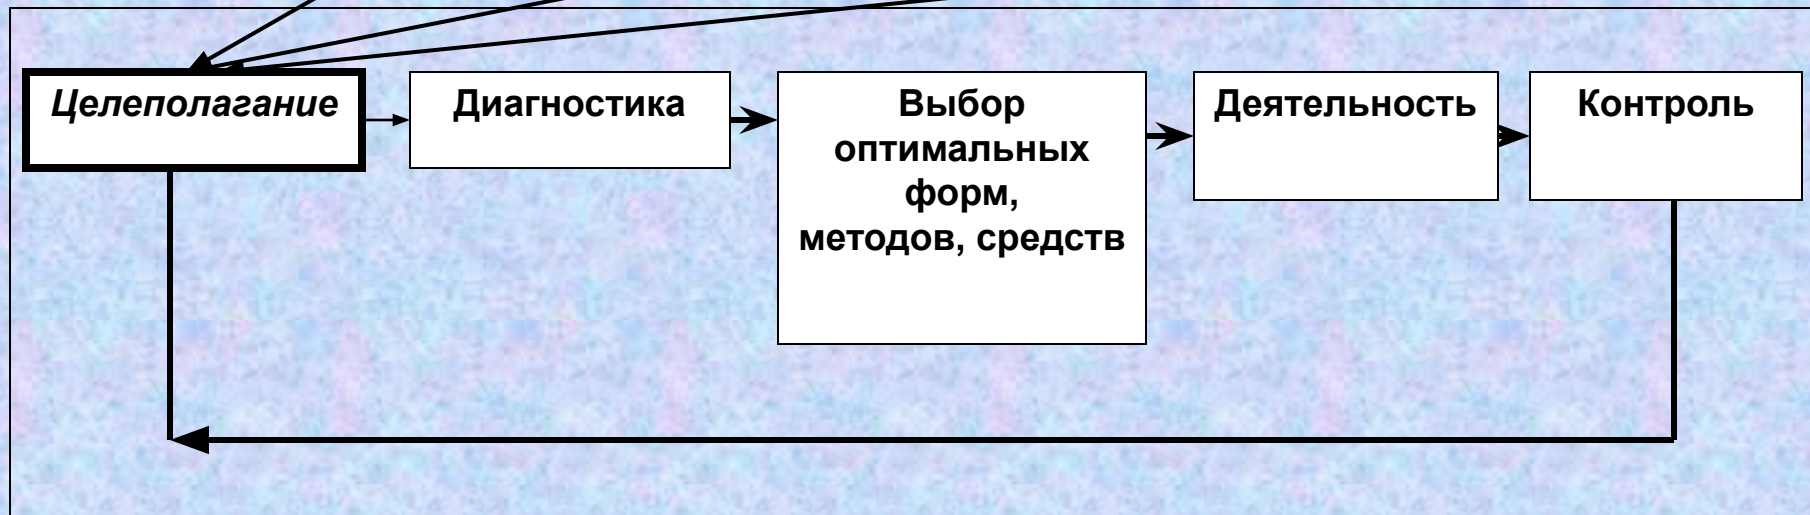 Целеполагание
Диагностика
Выбор
оптимальных
форм,
методов, средств
Деятельность
Контроль